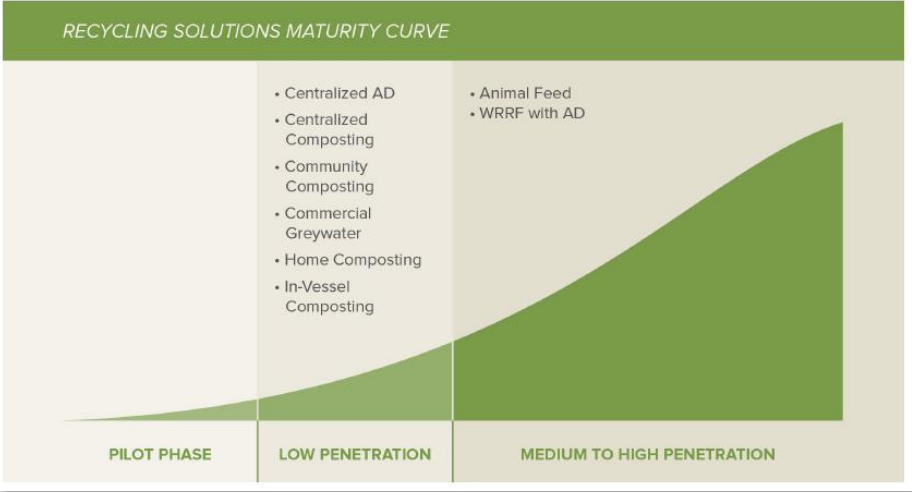 RECYCLING SOLUTIONS MATURITY CURVE
• Centralized AD
• Centralized
Composting
• Community
Composting
• Commercial
Greywater
• Home Composting
• In-Vessel
Composting
• Animal Feed
• WRRF with AD
PILOT PHASE
LOW PENETRATION
MEDIUM TO HIGH PENETRATION